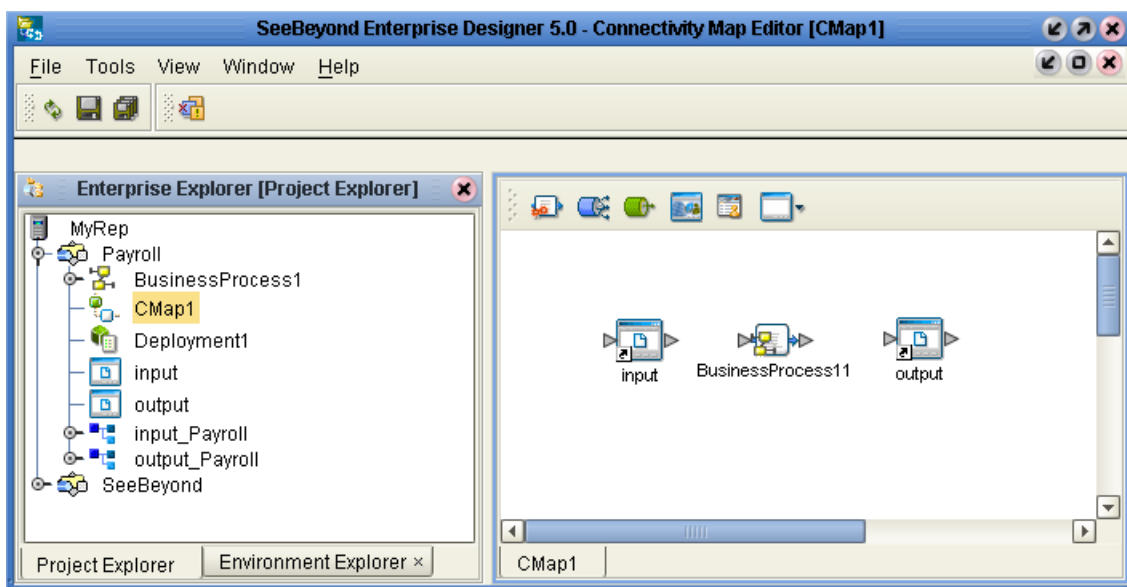 SeeBeyond Enterprise Designer 5.0 - Connectivity Map Editor [CMap1]
File Tools View Window Help
Enterprise Explorer [Project Explorer]
MyRep
Payroll
BusinessProcess1
CMap1
Deployment1
input
output
input_Payroll
output_Payroll
SeeBeyond
Project Explorer Environment Explorer ×
input BusinessProcess11 output
CMap1